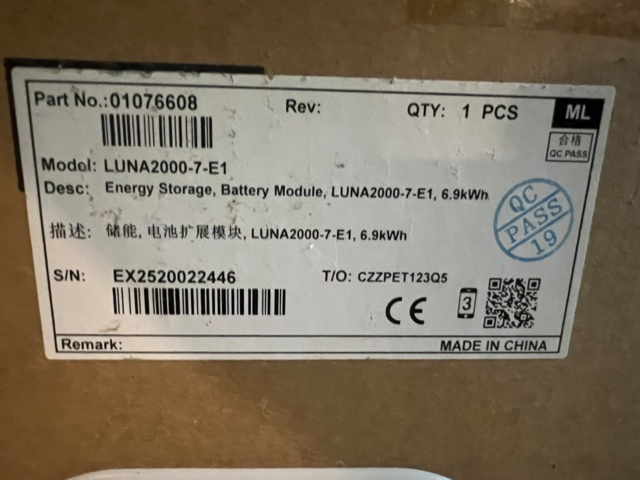 Part No.:01076608 Rev: QTY: 1 PCS ML
合格
QC PASS
Model: LUNA2000-7-E1
Desc: Energy Storage, Battery Module, LUNA2000-7-E1, 6.9kWh
QC
PASS
19
描述: 储能, 电池扩展模块, LUNA2000-7-E1, 6.9kWh
S/N: EX2520022446 T/O: CZZPET123Q5
CE 3
Remark: MADE IN CHINA